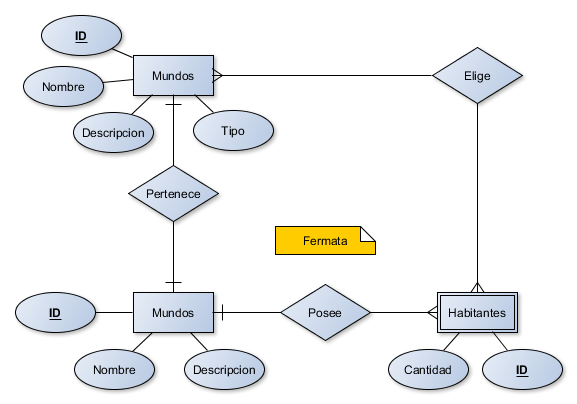 ID
Mundos
Elige
Nombre
Descripcion
Tipo
Pertenece
Fermata
ID
Mundos
Posee
Habitantes
Nombre
Descripcion
Cantidad
ID